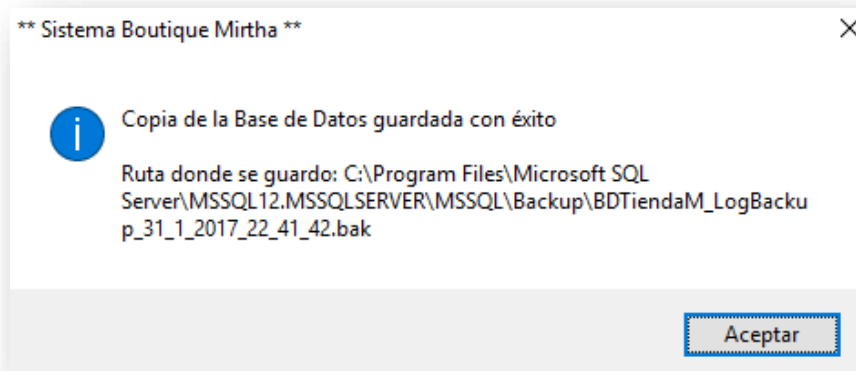 ** Sistema Boutique Mirtha **
Copia de la Base de Datos guardada con éxito
Ruta donde se guardo: C:\Program Files\Microsoft SQL
Server\MSSQL12.MSSQLSERVER\MSSQL\Backup\BDTiendaM_LogBacku
p_31_1_2017_22_41_42.bak
Aceptar